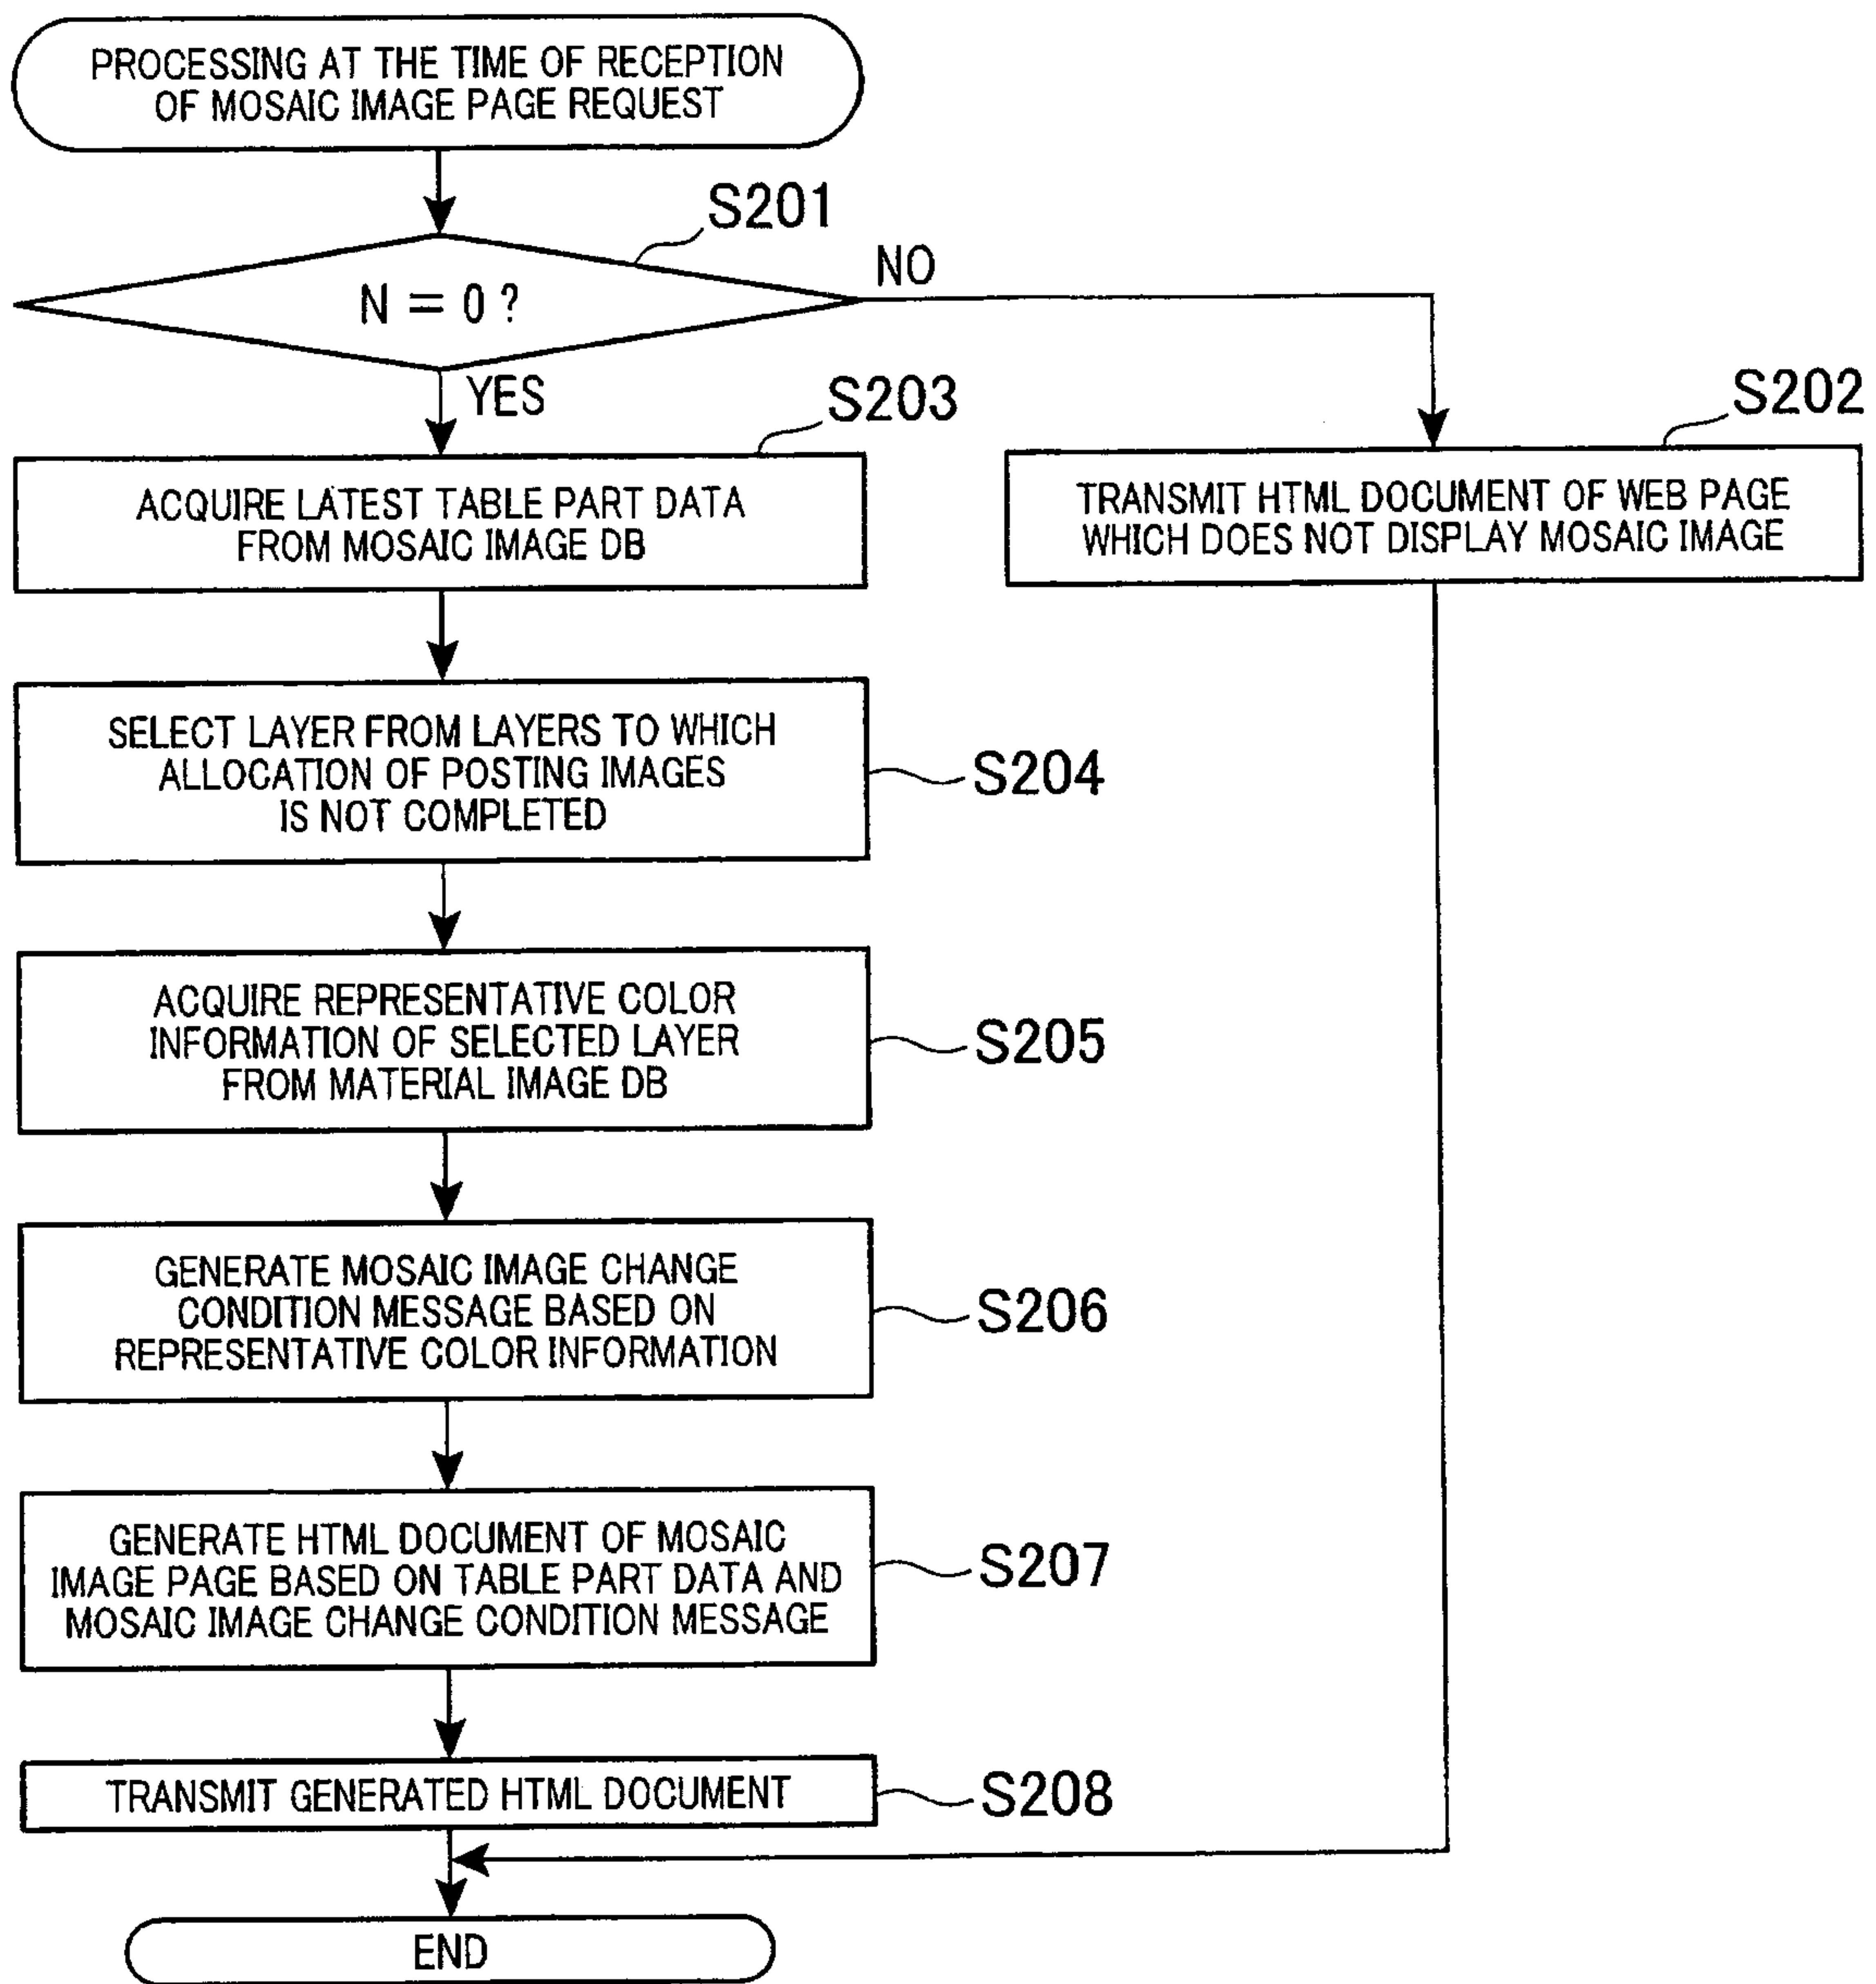 PROCESSING AT THE TIME OF RECEPTION
OF MOSAIC IMAGE PAGE REQUEST
S201
N = 0 ?
NO
YES
S203
S202
ACQUIRE LATEST TABLE PART DATA
FROM MOSAIC IMAGE DB
TRANSMIT HTML DOCUMENT OF WEB PAGE
WHICH DOES NOT DISPLAY MOSAIC IMAGE
SELECT LAYER FROM LAYERS TO WHICH
ALLOCATION OF POSTING IMAGES
IS NOT COMPLETED
S204
ACQUIRE REPRESENTATIVE COLOR
INFORMATION OF SELECTED LAYER
FROM MATERIAL IMAGE DB
S205
GENERATE MOSAIC IMAGE CHANGE
CONDITION MESSAGE BASED ON
REPRESENTATIVE COLOR INFORMATION
S206
GENERATE HTML DOCUMENT OF MOSAIC
IMAGE PAGE BASED ON TABLE PART DATA AND
MOSAIC IMAGE CHANGE CONDITION MESSAGE
S207
TRANSMIT GENERATED HTML DOCUMENT
S208
END